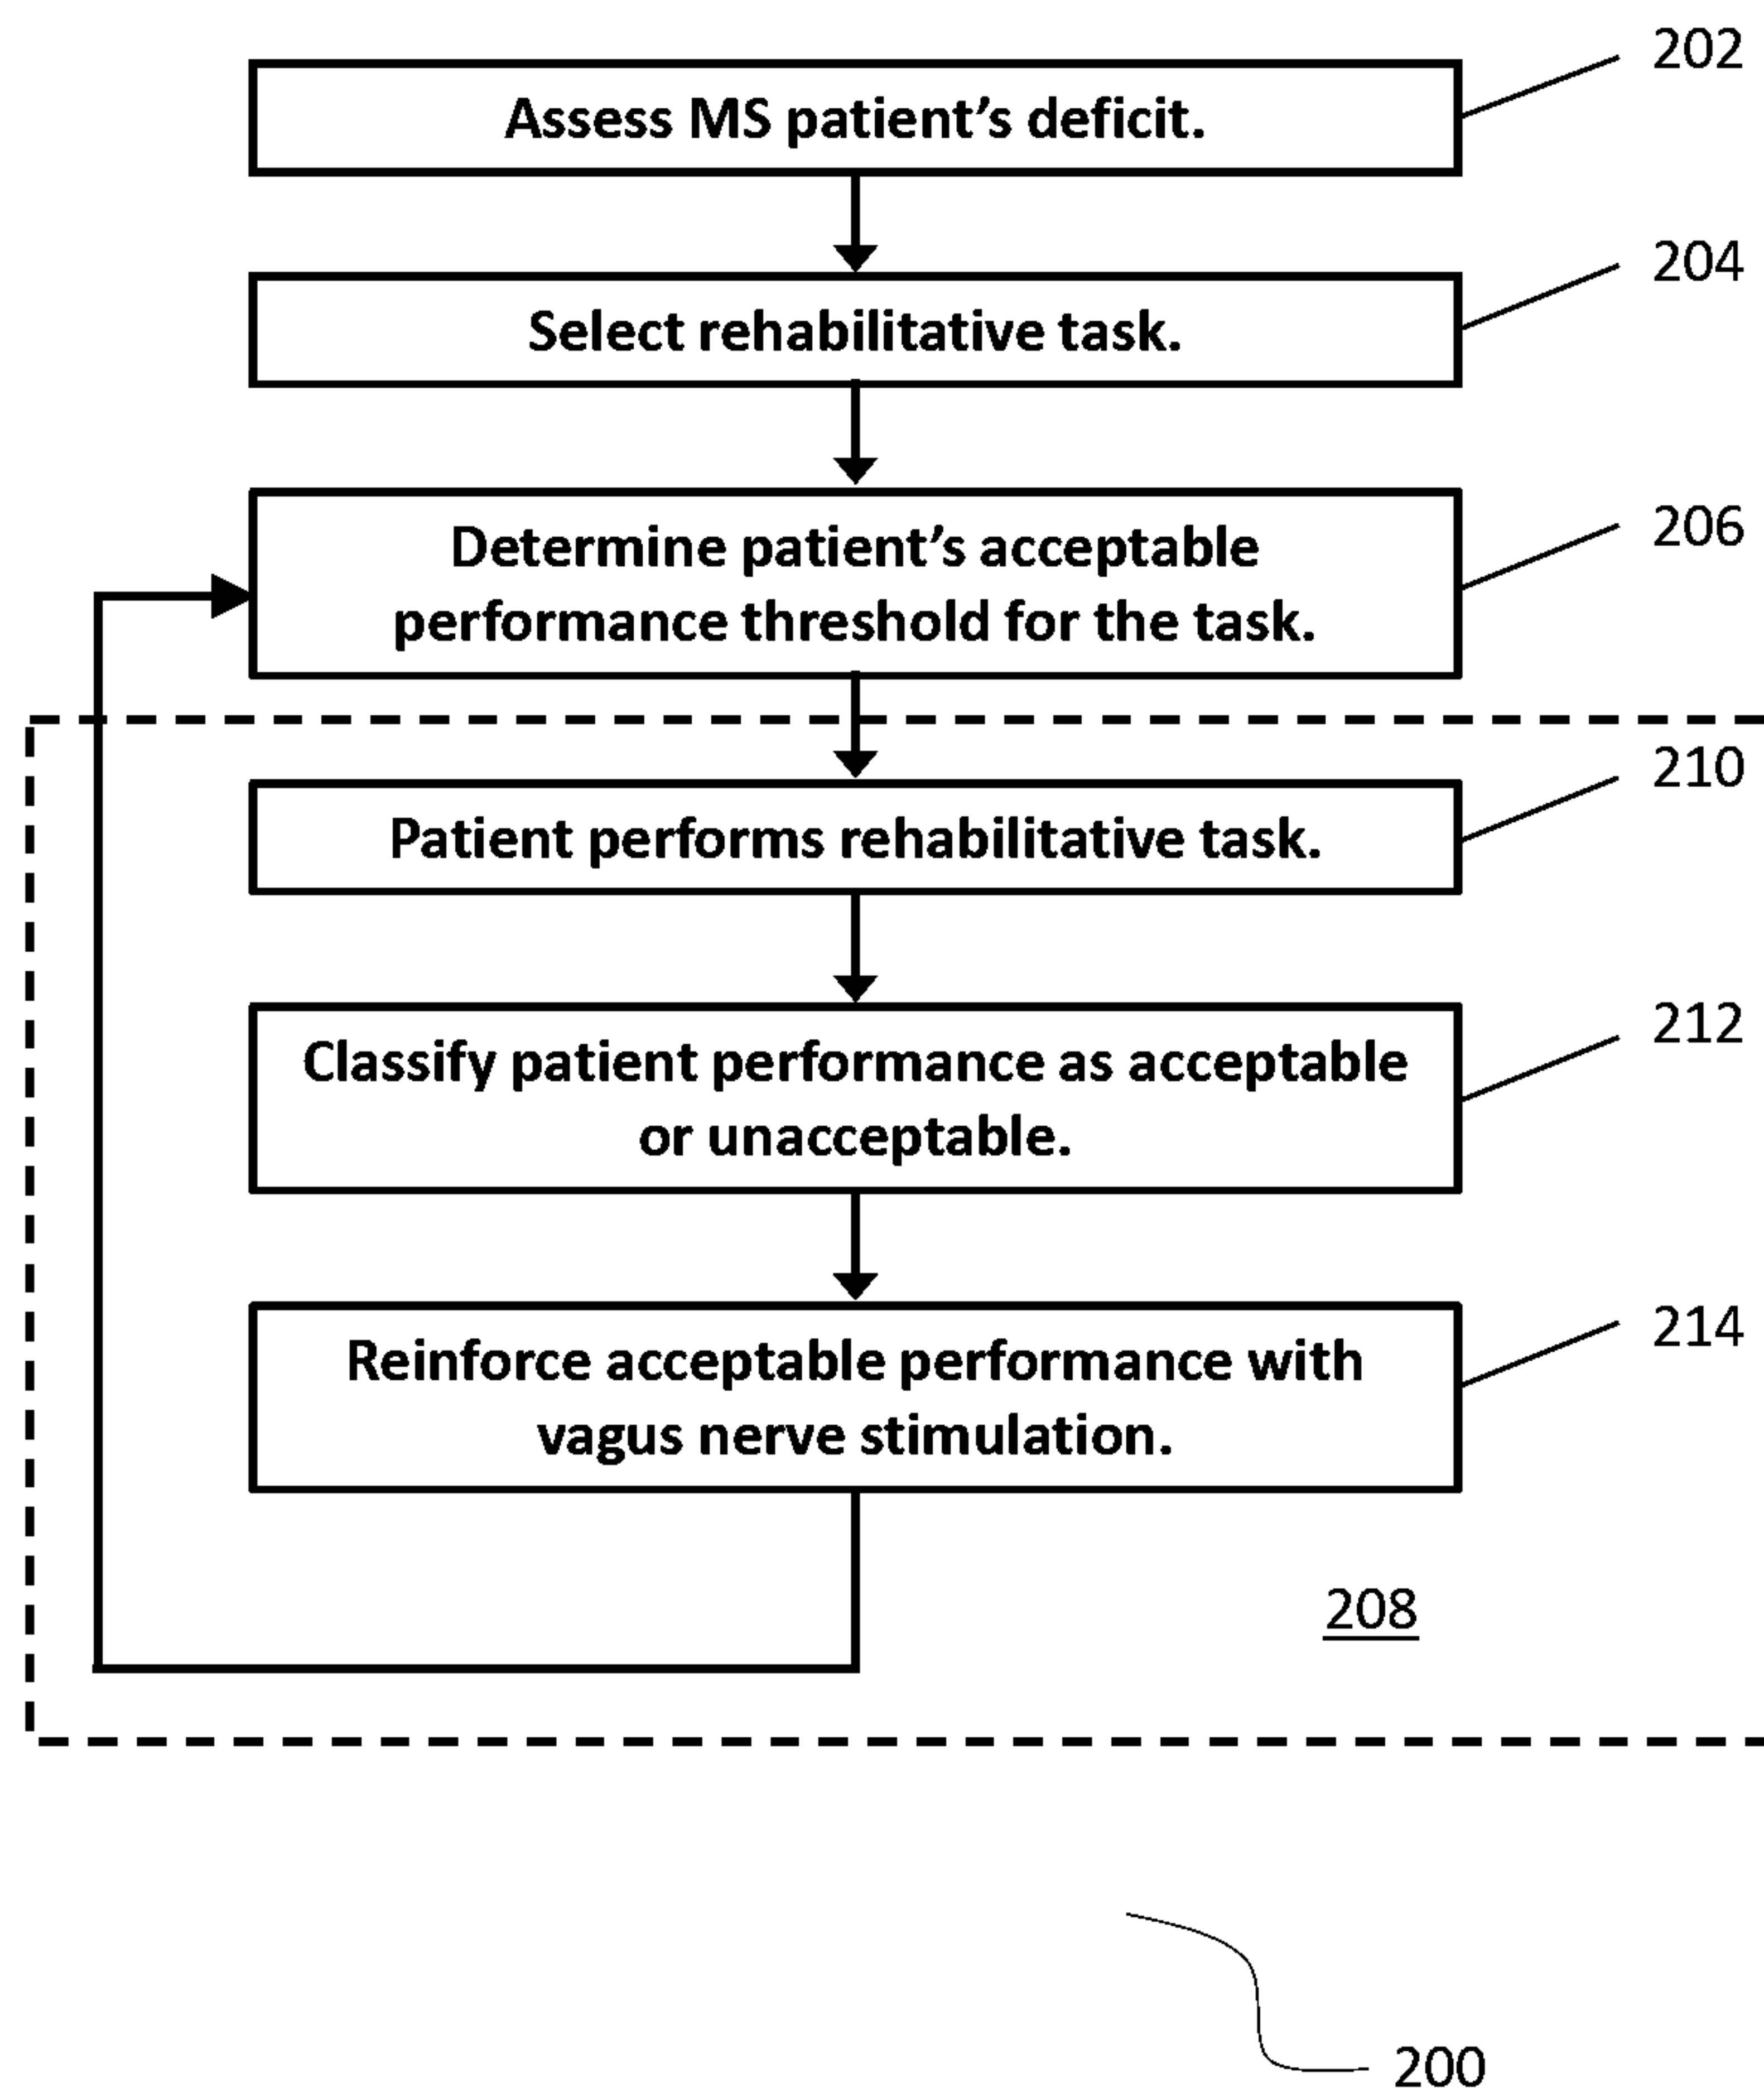 202
Assess MS patient's deficit.
204
Select rehabilitative task.
206
Determine patient's acceptable
performance threshold for the task.
210
Patient performs rehabilitative task.
212
Classify patient performance as acceptable
or unacceptable.
214
Reinforce acceptable performance with
vagus nerve stimulation.
208
200